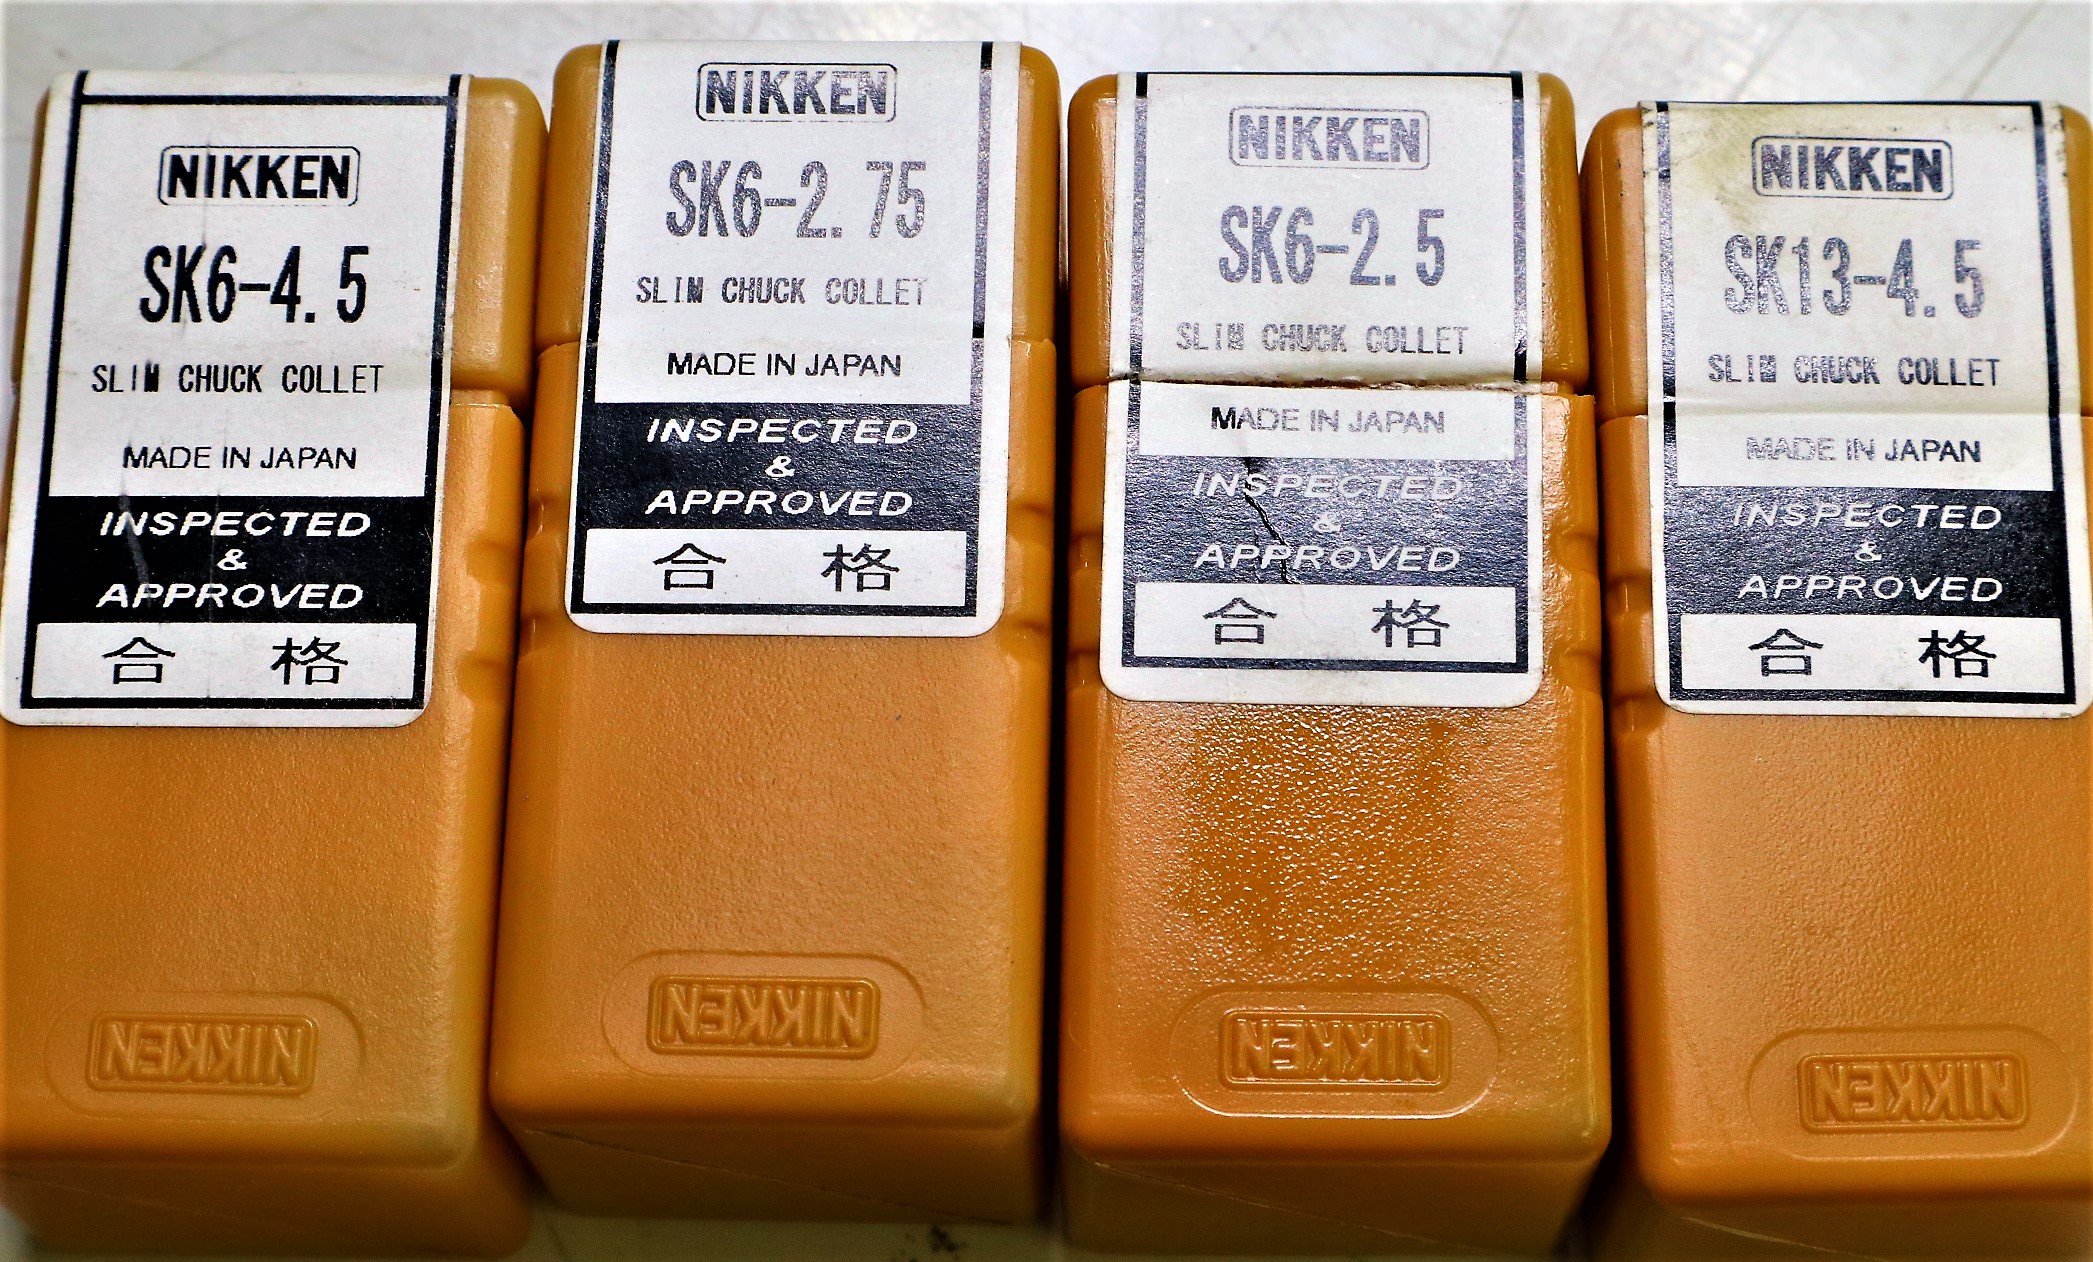 NIKKEN
SK6-4.5
SLIM CHUCK COLLET
MADE IN JAPAN
INSPECTED
&
APPROVED
合 格
NIKKEN
NIKKEN
SK6-2.75
SLIM CHUCK COLLET
MADE IN JAPAN
INSPECTED
&
APPROVED
合 格
NIKKEN
NIKKEN
SK6-2.5
SLIM CHUCK COLLET
MADE IN JAPAN
INSPECTED
&
APPROVED
合 格
NIKKEN
NIKKEN
SK13-4.5
SLIM CHUCK COLLET
MADE IN JAPAN
INSPECTED
&
APPROVED
合 格
NIKKEN